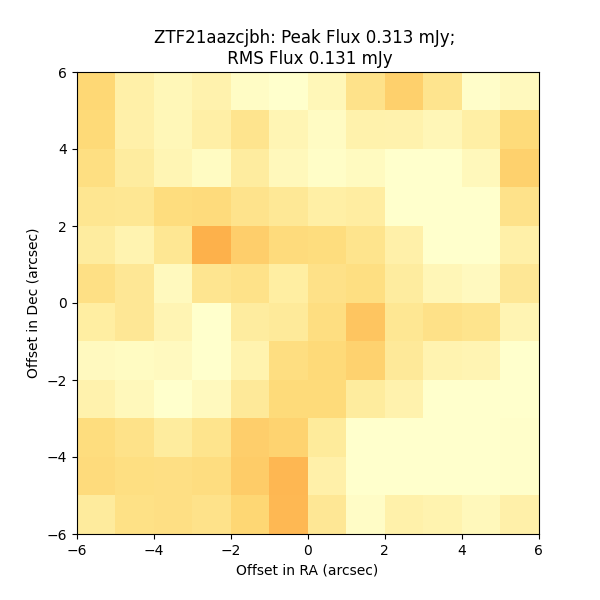 ZTF21aazcjbh: Peak Flux 0.313 mJy;
RMS Flux 0.131 mJy
6
4
2
0
−2
−4
−6
Offset in Dec (arcsec)
−6 −4 −2 0 2 4 6
Offset in RA (arcsec)